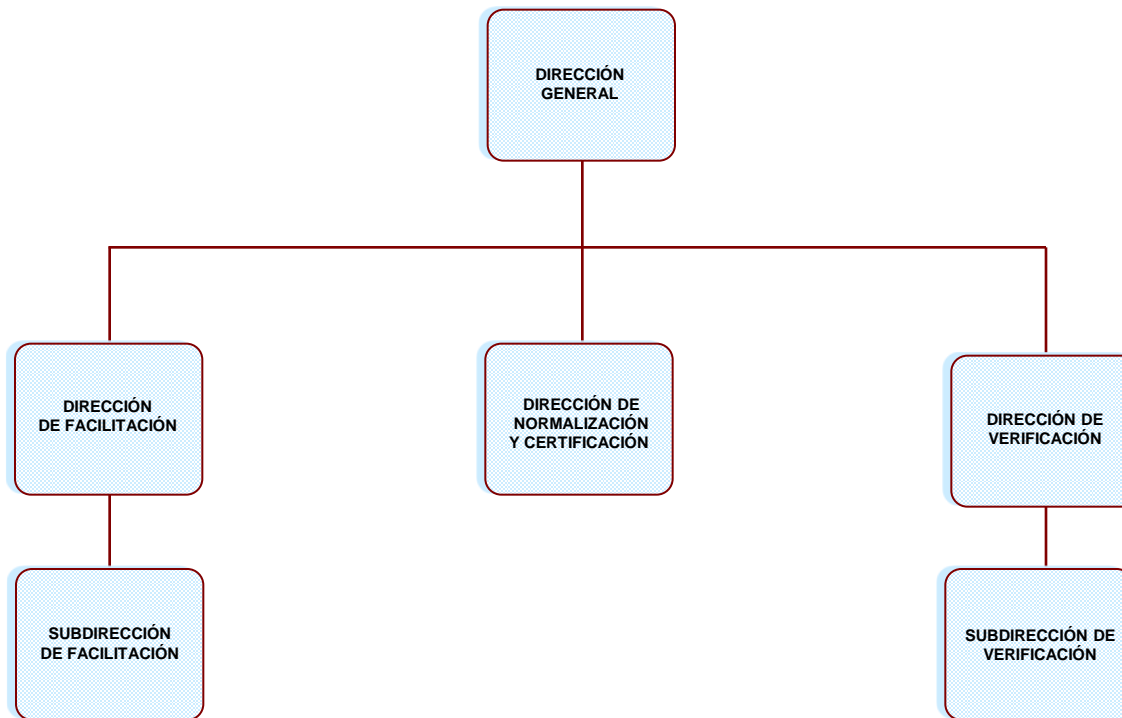 DIRECCIÓN
GENERAL
DIRECCIÓN
DE FACILITACIÓN
DIRECCIÓN DE
NORMALIZACIÓN
Y CERTIFICACIÓN
DIRECCIÓN DE
VERIFICACIÓN
SUBDIRECCIÓN
DE FACILITACIÓN
SUBDIRECCIÓN DE
VERIFICACIÓN